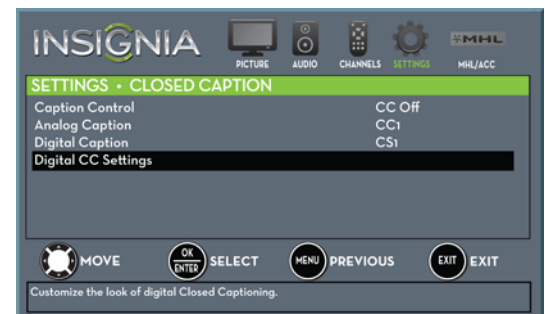 INSIGNIA
PICTURE AUDIO CHANNELS SETTINGS MHL MHL/ACC
SETTINGS • CLOSED CAPTION
Caption Control CC Off
Analog Caption CC1
Digital Caption CS1
Digital CC Settings
MOVE OK ENTER SELECT MENU PREVIOUS EXIT EXIT
Customize the look of digital Closed Captioning.